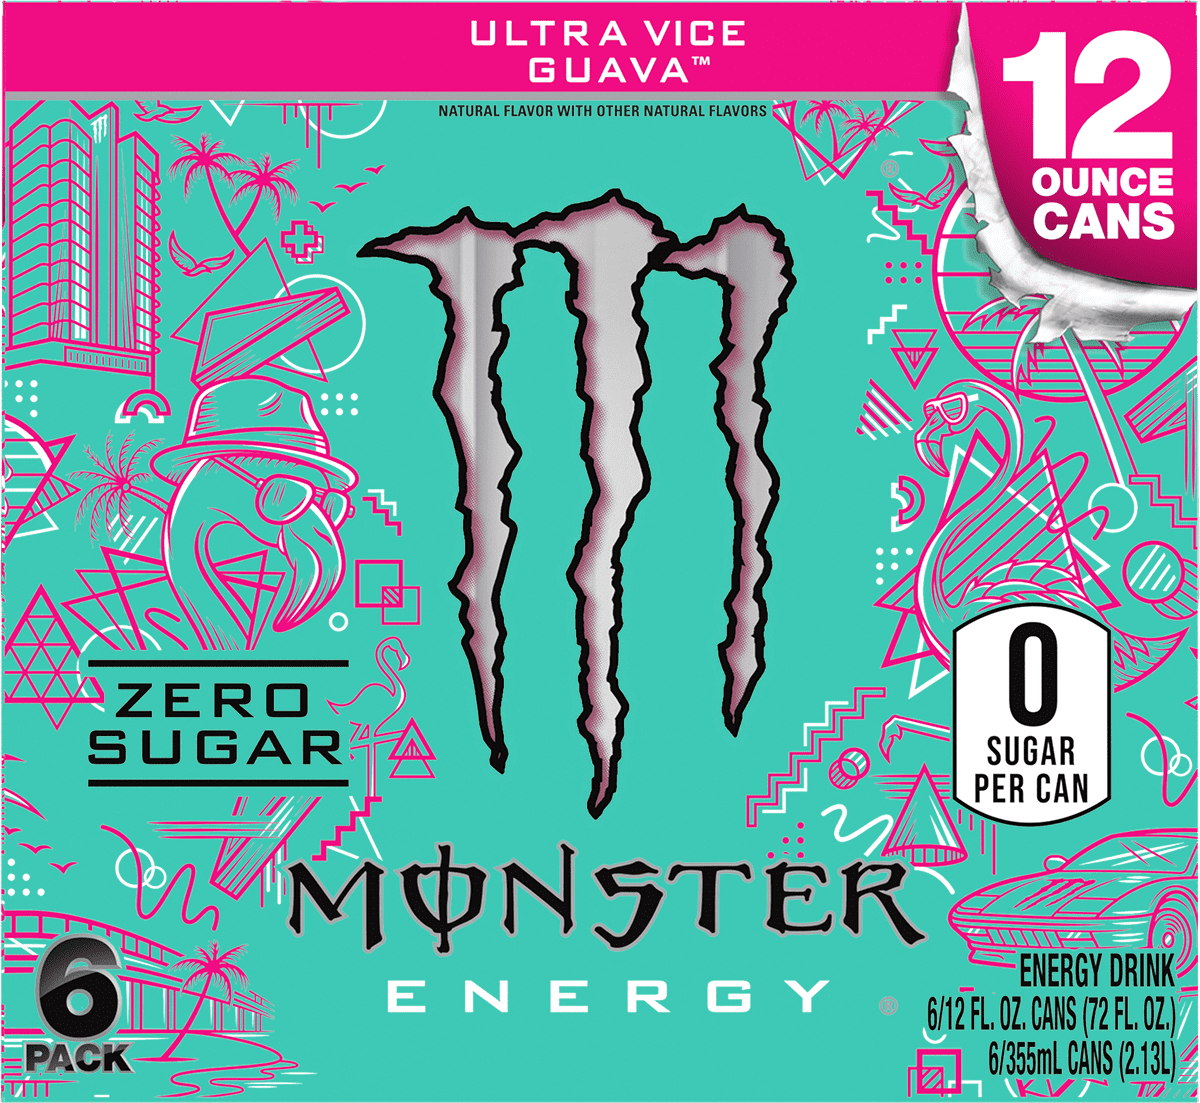 ULTRA VICE
GUAVA™
NATURAL FLAVOR WITH OTHER NATURAL FLAVORS
12
OUNCE
CANS
®
ZERO
SUGAR
0
SUGAR
PER CAN
MONSTER
ENERGY®
6
PACK
ENERGY DRINK
6/12 FL. OZ. CANS (72 FL. OZ.)
6/355mL CANS (2.13L)